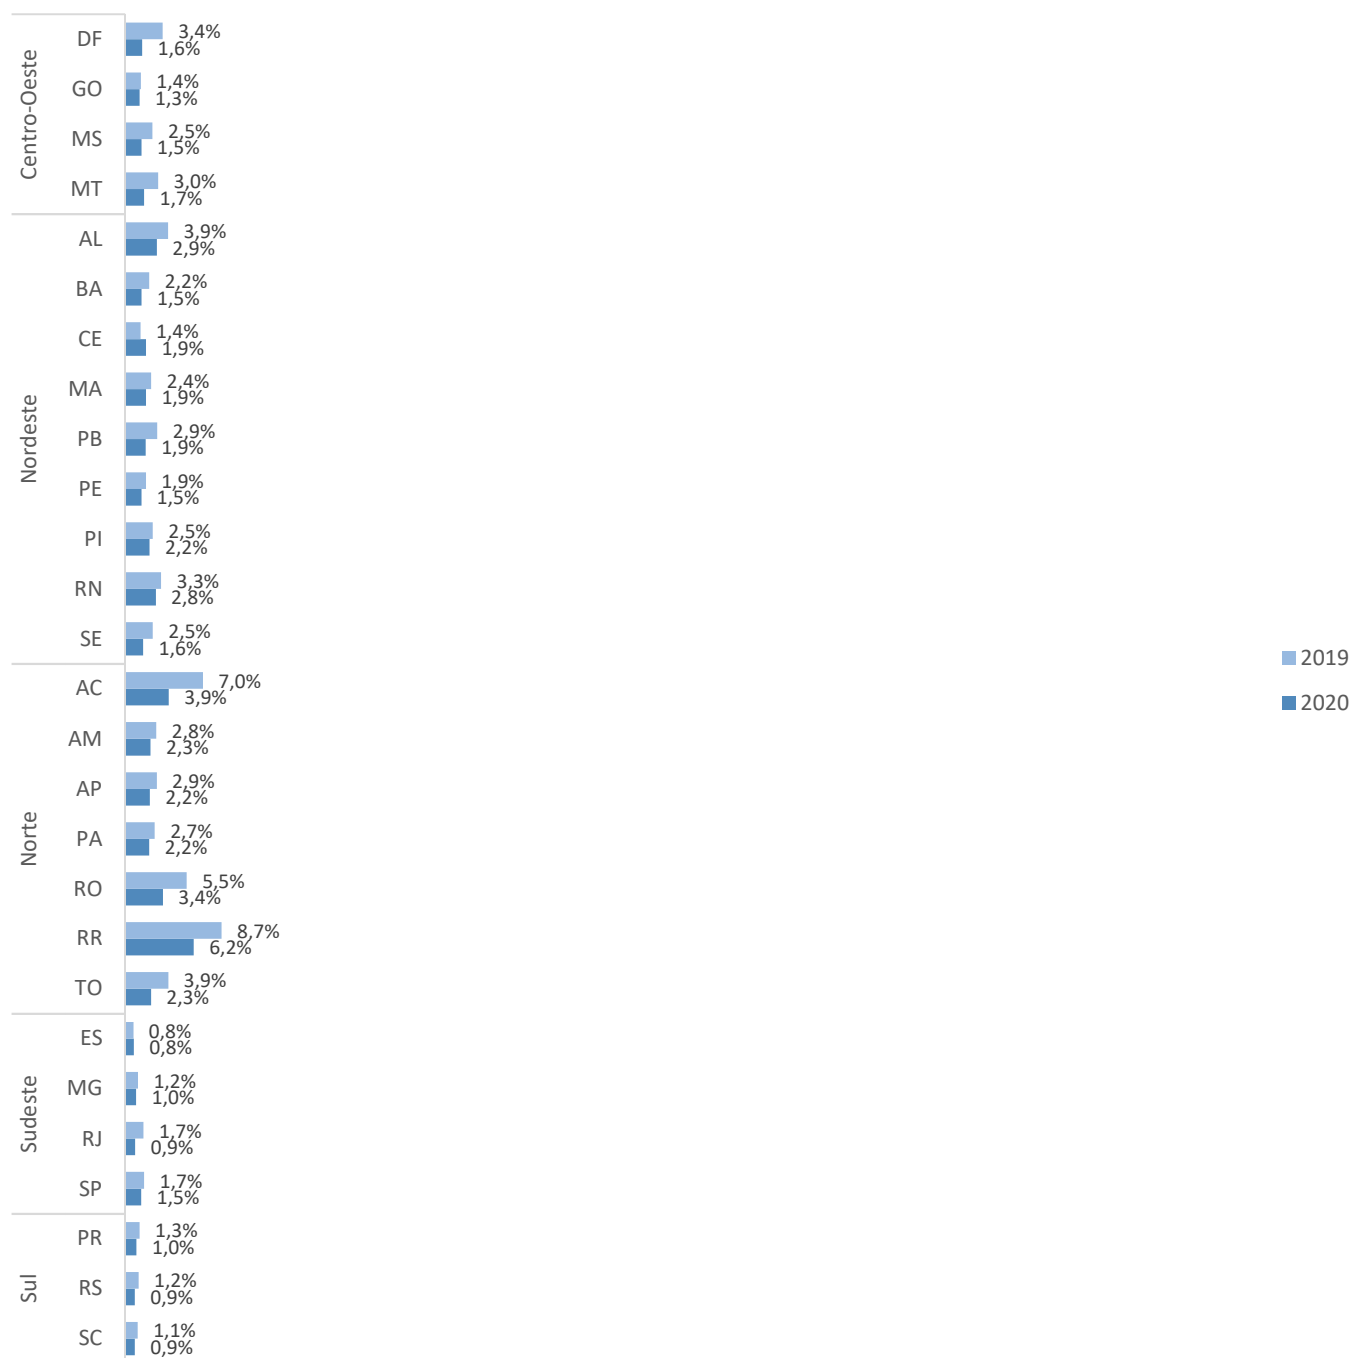 Centro-Oeste
DF
3,4%
1,6%
GO
1,4%
1,3%
MS
2,5%
1,5%
MT
3,0%
1,7%
Nordeste
AL
3,9%
2,9%
BA
2,2%
1,5%
CE
1,4%
1,9%
MA
2,4%
1,9%
PB
2,9%
1,9%
PE
1,9%
1,5%
PI
2,5%
2,2%
RN
3,3%
2,8%
SE
2,5%
1,6%
Norte
AC
7,0%
3,9%
AM
2,8%
2,3%
AP
2,9%
2,2%
PA
2,7%
2,2%
RO
5,5%
3,4%
RR
8,7%
6,2%
TO
3,9%
2,3%
Sudeste
ES
0,8%
0,8%
MG
1,2%
1,0%
RJ
1,7%
0,9%
SP
1,7%
1,5%
Sul
PR
1,3%
1,0%
RS
1,2%
0,9%
SC
1,1%
0,9%
2019
2020